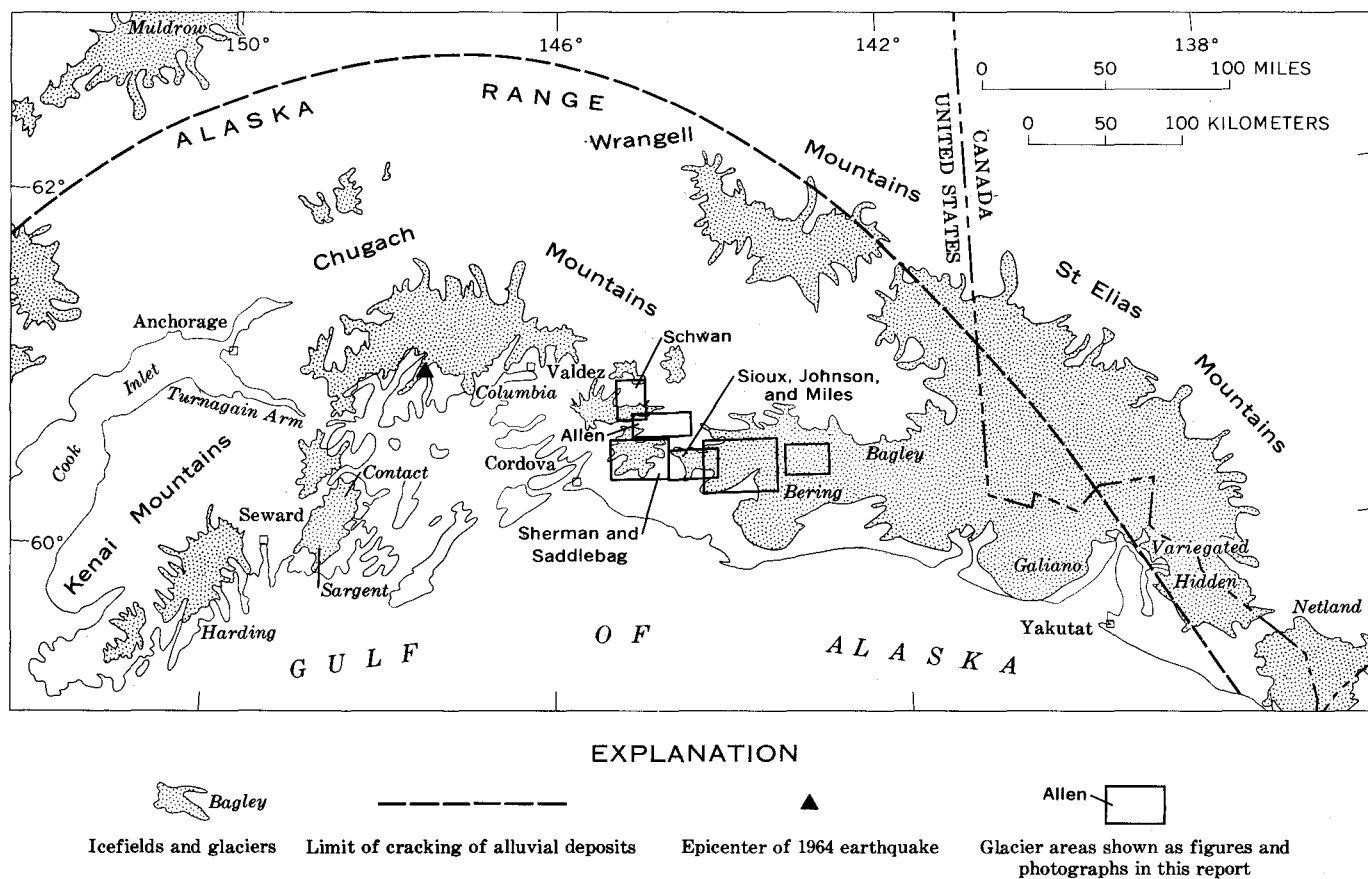 Muldrow
150°
146°
142°
138°
0 50 100 MILES
0 50 100 KILOMETERS
ALASKA RANGE
UNITED STATES
CANADA
Wrangell
Mountains
62°
Chugach
Mountains
St Elias
Mountains
Anchorage
Schwan
Inlet
Valdez
Sioux, Johnson,
and Miles
Columbia
Turnagain Arm
Allen
Cook
Cordova
Bagley
Contact
Bering
Kenai Mountains
Seward
Sherman and
Saddlebag
60°
Variegated
Galiano
Hidden
Sargent
Netland
Harding
Yakutat
GULF OF ALASKA
EXPLANATION
Bagley
Allen
Icefields and glaciers
Limit of cracking of alluvial deposits
Epicenter of 1964 earthquake
Glacier areas shown as figures and
photographs in this report